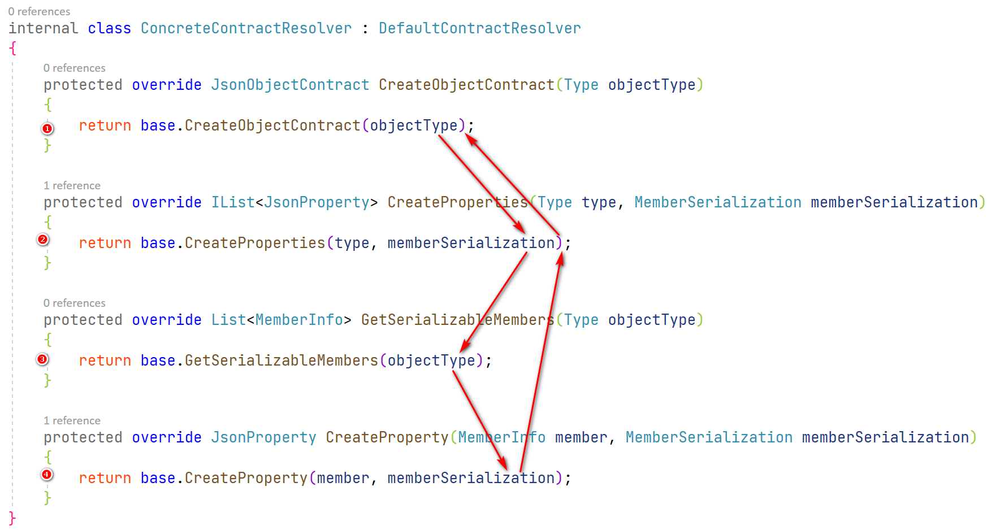 0 references
internal class ConcreteContractResolver : DefaultContractResolver
{
0 references
protected override JsonObjectContract CreateObjectContract(Type objectType)
{
1 return base.CreateObjectContract(objectType);
}
1 reference
protected override IList<JsonProperty> CreateProperties(Type type, MemberSerialization memberSerialization)
{
2 return base.CreateProperties(type, memberSerialization);
}
0 references
protected override List<MemberInfo> GetSerializableMembers(Type objectType)
{
3 return base.GetSerializableMembers(objectType);
}
1 reference
protected override JsonProperty CreateProperty(MemberInfo member, MemberSerialization memberSerialization)
{
4 return base.CreateProperty(member, memberSerialization);
}
}